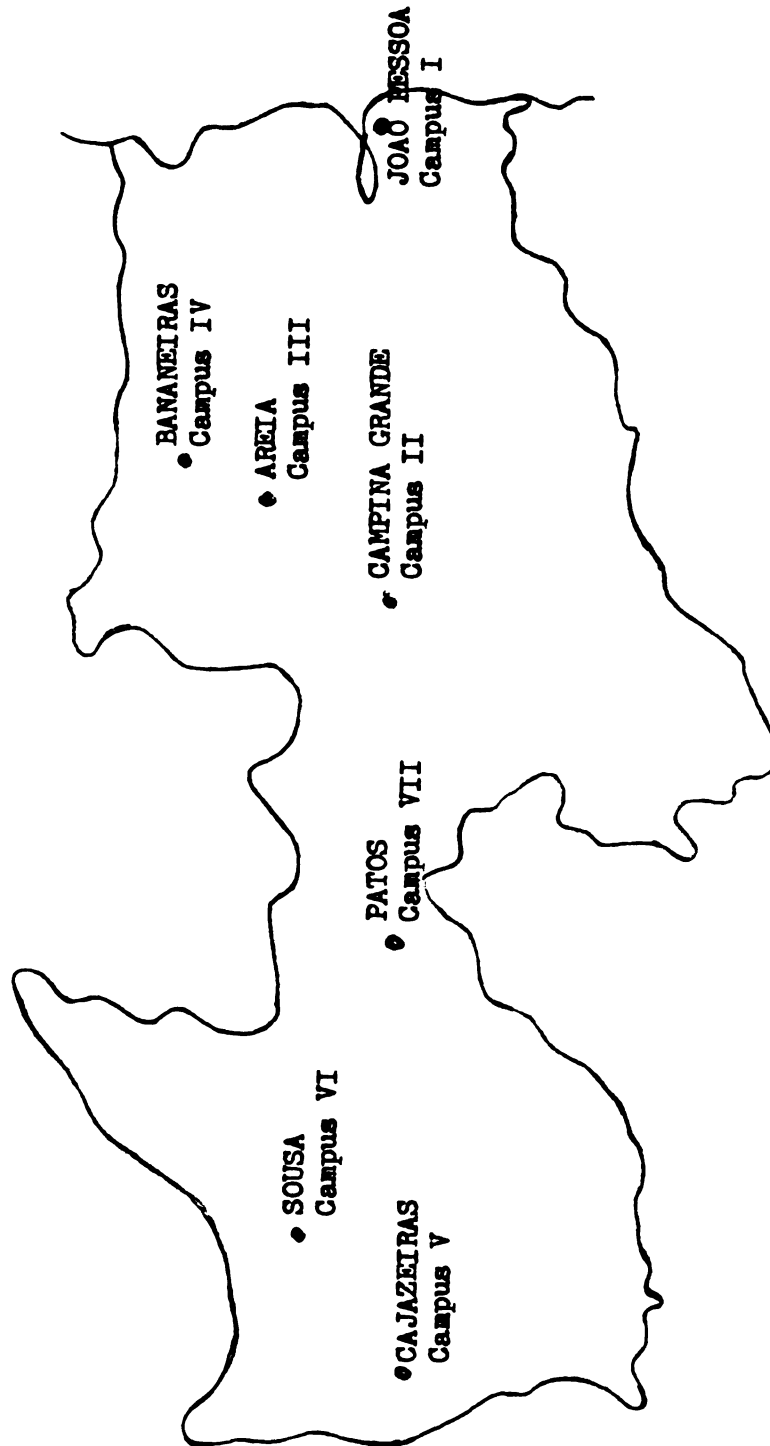 BANANEIRAS
Campus IV
AREIA
Campus III
SOUSA
Campus VI
PATOS
Campus VII
CAMPINA GRANDE
Campus II
JOAO PESSOA
Campus I
CAJAZEIRAS
Campus V